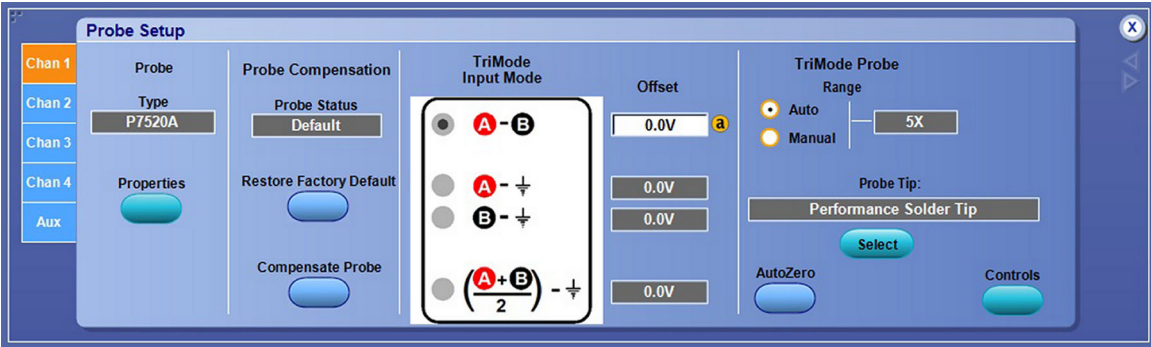 Probe Setup
X
Chan 1
Chan 2
Chan 3
Chan 4
Aux
Probe
Type
P7520A
Properties
Probe Compensation
Probe Status
Default
Restore Factory Default
Compensate Probe
TriMode
Input Mode
A - B
A -
B -
(A+B) -
2
Offset
0.0V a
0.0V
0.0V
0.0V
TriMode Probe
Range
Auto
Manual
5X
Probe Tip:
Performance Solder Tip
Select
AutoZero
Controls